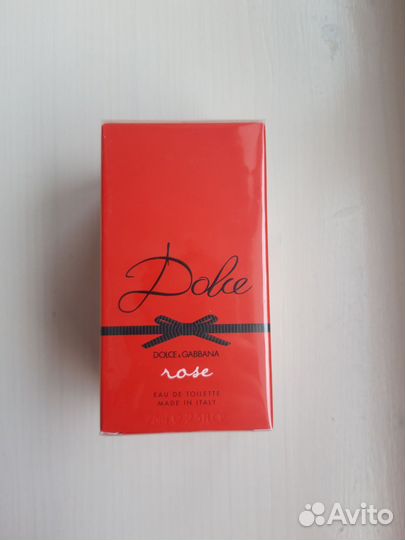 Dolce
DOLCE & GABBANA
rose
EAU DE TOILETTE
MADE IN ITALY
Avito